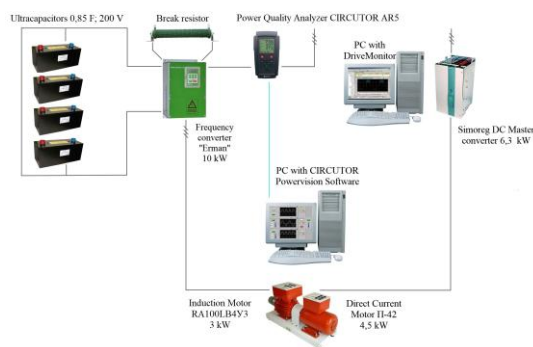 Ultracapacitors 0,85 F; 200 V
Break resistor
Power Quality Analyzer CIRCUTOR AR5
PC with
DriveMonitor
Simoreg DC Master
converter 6,3 kW
Frequency
converter
"Erman"
10 kW
PC with CIRCUTOR
Powervision Software
Induction Motor
RA100LB4У3
3 kW
Direct Current
Motor П-42
4,5 kW